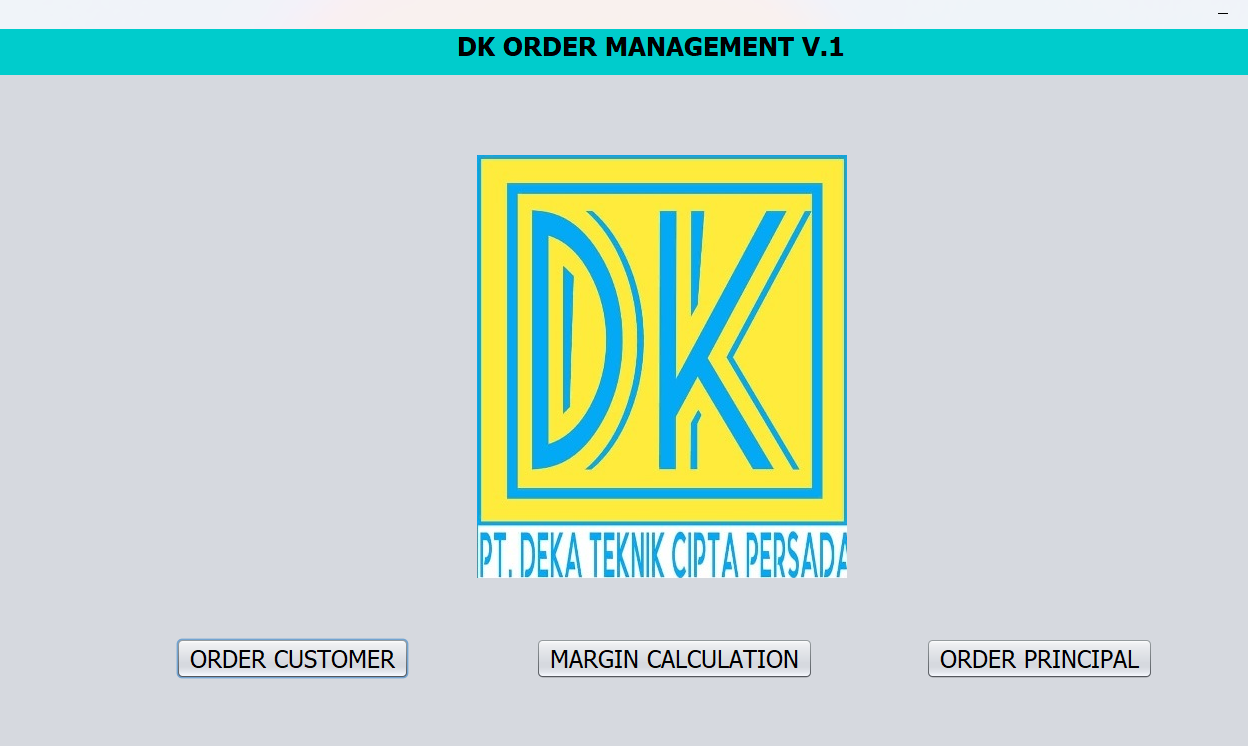 DK ORDER MANAGEMENT V.1
DK
PT. DEKA TEKNIK CIPTA PERSADA
ORDER CUSTOMER
MARGIN CALCULATION
ORDER PRINCIPAL